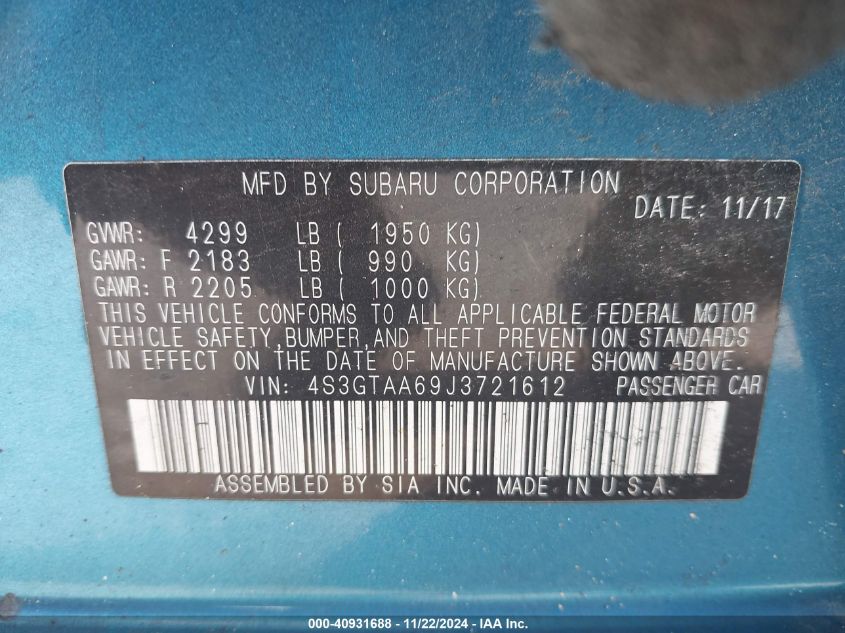 MFD BY SUBARU CORPORATION
DATE: 11/17
GVWR: 4299 LB ( 1950 KG)
GAWR: F 2183 LB ( 990 KG)
GAWR: R 2205 LB ( 1000 KG)
THIS VEHICLE CONFORMS TO ALL APPLICABLE FEDERAL MOTOR
VEHICLE SAFETY,BUMPER,AND THEFT PREVENTION STANDARDS
IN EFFECT ON THE DATE OF MANUFACTURE SHOWN ABOVE.
VIN: 4S3GTAA69J3721612 PASSENGER CAR
ASSEMBLED BY SIA INC. MADE IN U.S.A.
000-40931688 - 11/22/2024 - IAA Inc.